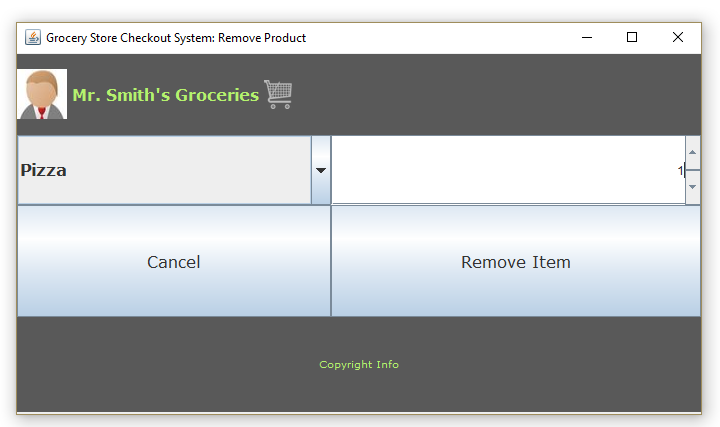 Grocery Store Checkout System: Remove Product
Mr. Smith's Groceries
Pizza
1
Cancel
Remove Item
Copyright Info